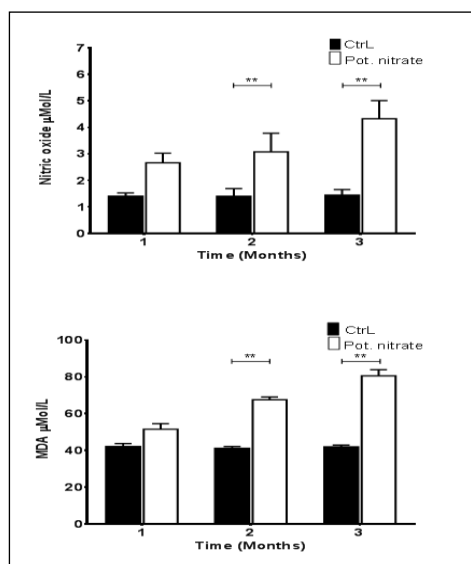 7
CtrL
Pot. nitrate
6
** **
5
4
3
2
1
0
Nitric oxide µMol/L
1 2 3
Time (Months)
100
CtrL
Pot. nitrate
** **
80
60
40
20
0
MDA µMol/L
1 2 3
Time (Months)